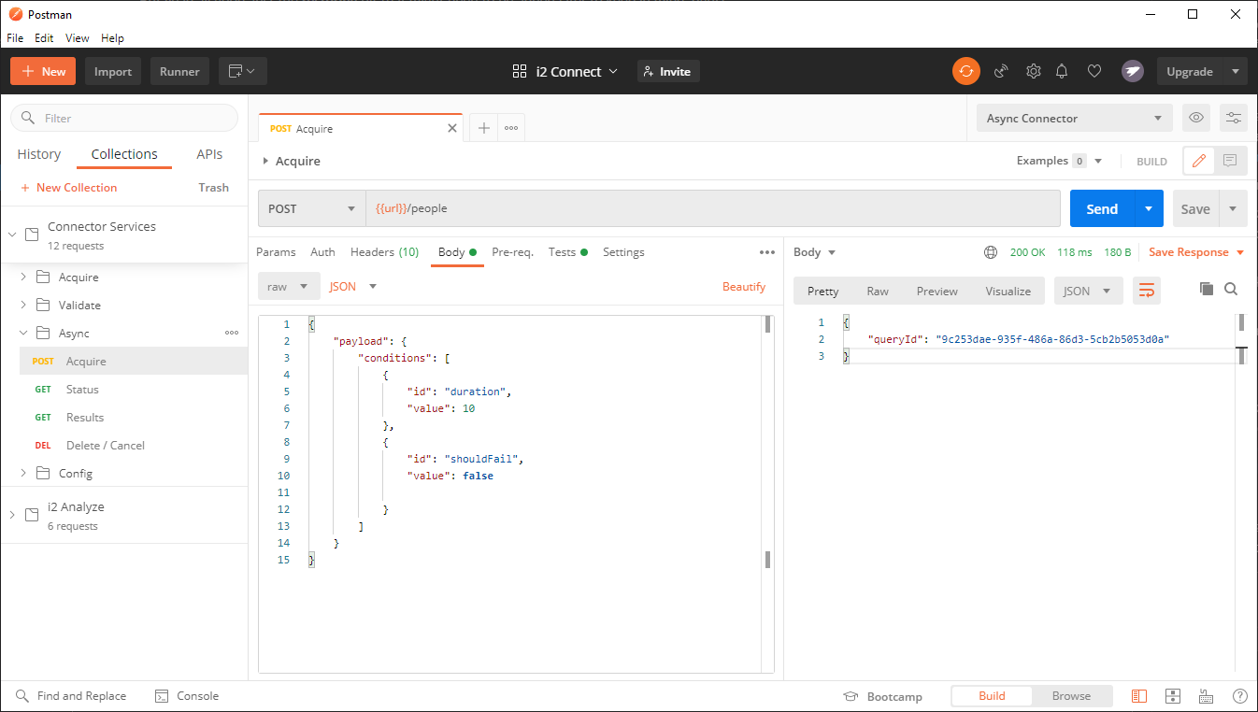 Postman
File Edit View Help
New Import Runner i2 Connect Invite Upgrade
Filter
History Collections APIs
+ New Collection Trash
Connector Services
12 requests
Acquire
Validate
Async
POST Acquire
GET Status
GET Results
DEL Delete / Cancel
Config
i2 Analyze
6 requests
POST Acquire
Async Connector
Acquire
Examples 0 BUILD
POST {{url}}/people Send Save
Params Auth Headers (10) Body Pre-req. Tests Settings
raw JSON Beautify
1 {
2 "payload": {
3 "conditions": [
4 {
5 "id": "duration",
6 "value": 10
7 },
8 {
9 "id": "shouldFail",
10 "value": false
11
12 }
13 ]
14 }
15 }
Body 200 OK 118 ms 180 B Save Response
Pretty Raw Preview Visualize JSON
1 {
2 "queryId": "9c253dae-935f-486a-86d3-5cb2b5053d0a"
3 }
Find and Replace Console Bootcamp Build Browse